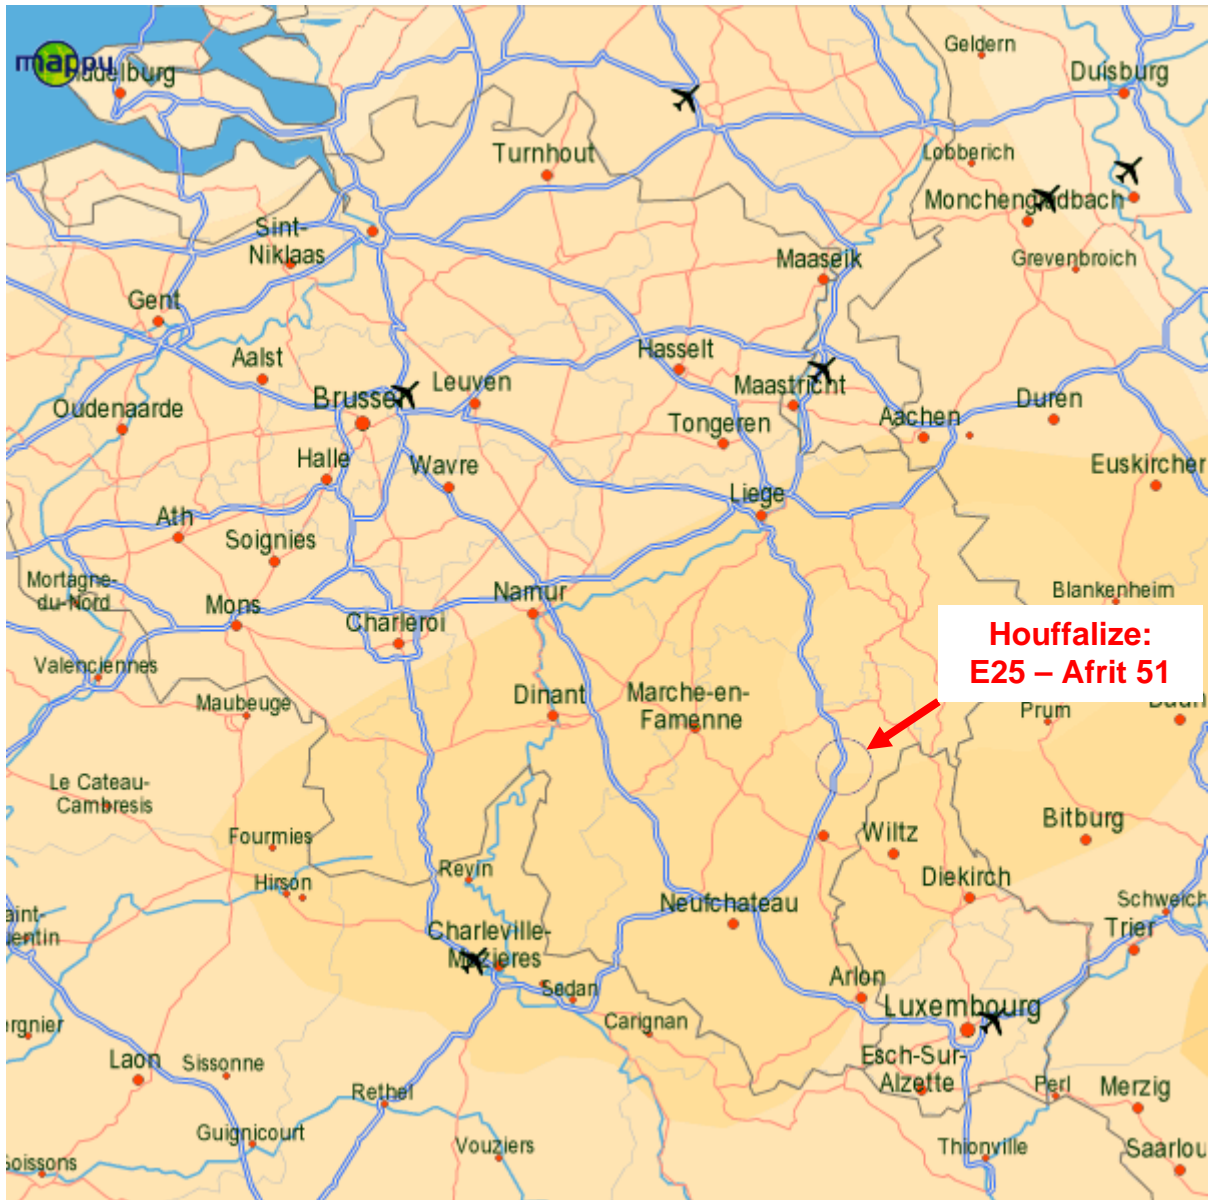 mappy
Geldern
Duisburg
Turnhout
Lobberich
Monchengladbach
Sint-
Niklaas
Maaseik
Grevenbroich
Gent
Hasselt
Aalst
Maastricht
Leuven
Brussel
Oudenaarde
Duren
Aachen
Tongeren
Halle
Wavre
Euskircher
Liege
Ath
Soignies
Mortagne-
du-Nord
Blankenheim
Namur
Mons
Charleroi
Houffalize:
E25 – Afrit 51
Valenciennes
Maubeuge
Dinant
Marche-en-
Famenne
Prum
Daun
Le Cateau-
Cambresis
Fourmies
Wiltz
Bitburg
Revin
Hirson
Diekirch
Neufchateau
Schweich
Charleville-
Mezieres
Trier
Arlon
Sedan
Luxembourg
Carignan
ergnier
Laon
Sissonne
Esch-Sur-
Alzette
Rethel
Perl
Merzig
Guignicourt
Vouziers
Thionville
Saarlou
Soissons